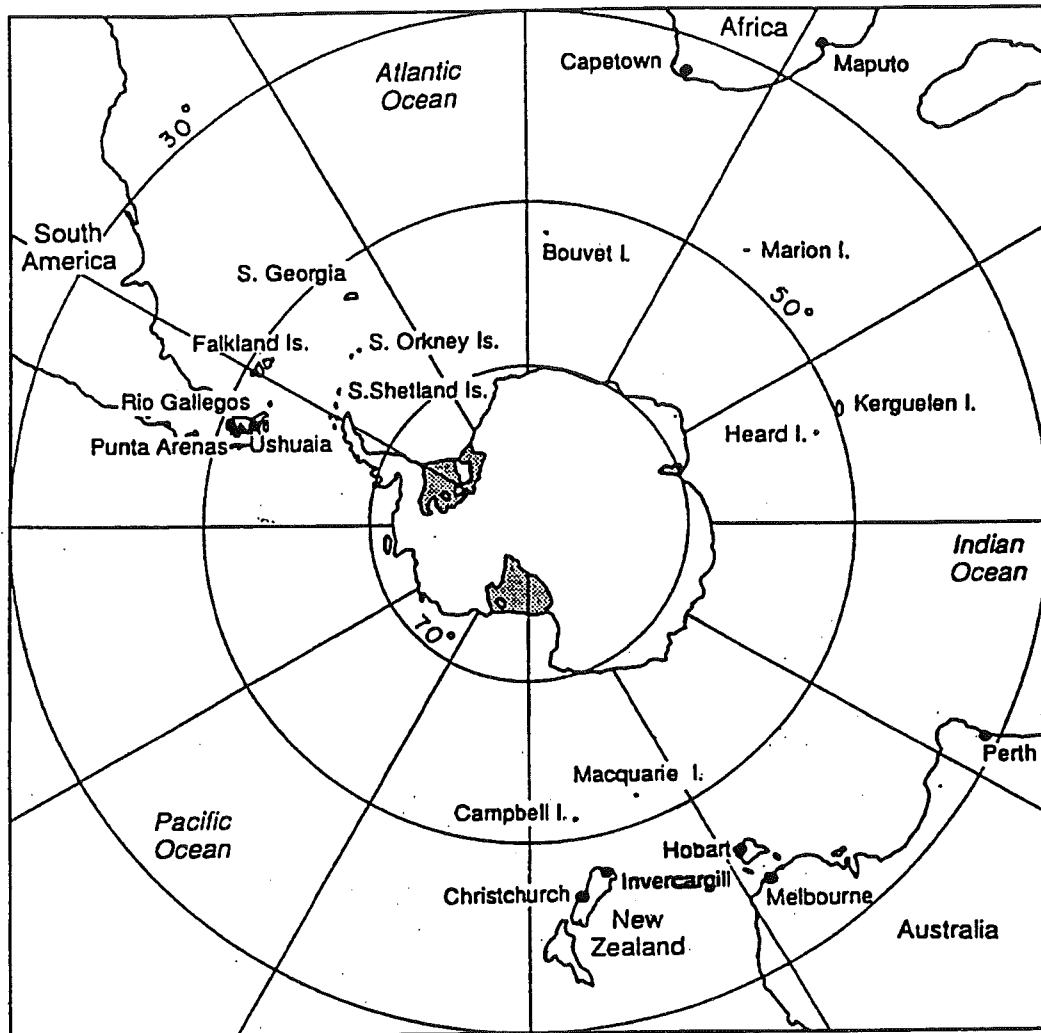 Africa
Capetown
Maputo
Atlantic
Ocean
30°
South
America
Bouvet I.
Marion I.
S. Georgia
50°
Falkland Is.
S. Orkney Is.
S.Shetland Is.
Rio Gallegos
Kerguelen I.
Punta Arenas
Ushuaia
Heard I.
Indian
Ocean
70°
Perth
Macquarie I.
Campbell I.
Pacific
Ocean
Hobart
Invercargill
Melbourne
Christchurch
New
Zealand
Australia